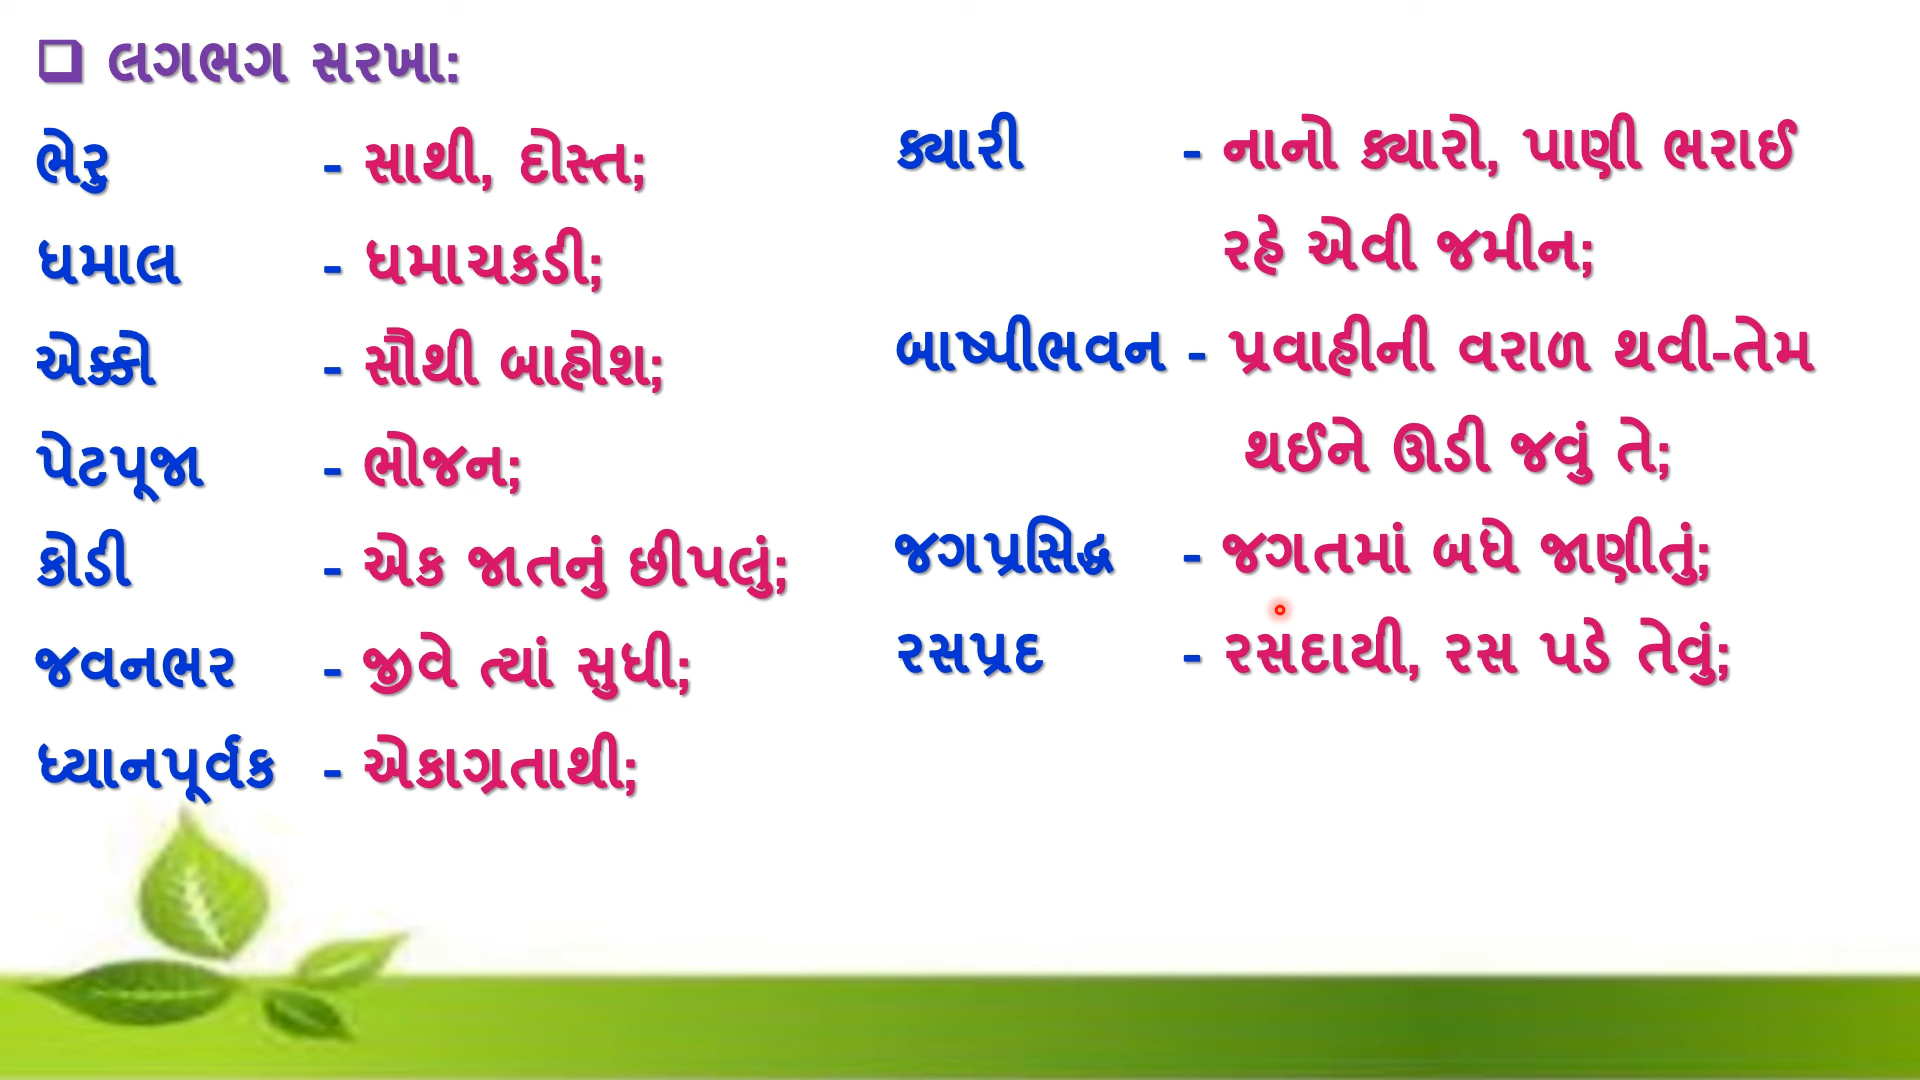 લગભગ સરખા:
ભેરુ - સાથી, દોસ્ત;
ધમાલ - ધમાચકડી;
એક્કો - સૌથી બાહોશ;
પેટપૂજા - ભોજન;
કોડી - એક જાતનું છીપલું;
જવનભર - જીવે ત્યાં સુધી;
ધ્યાનપૂર્વક - એકાગ્રતાથી;
ક્યારી - નાનો ક્યારો, પાણી ભરાઈ
રહે એવી જમીન;
બાષ્પીભવન - પ્રવાહીની વરાળ થવી-તેમ
થઈને ઊડી જવું તે;
જગપ્રસિદ્ધ - જગતમાં બધે જાણીતું;
રસપ્રદ - રસદાયી, રસ પડે તેવું;